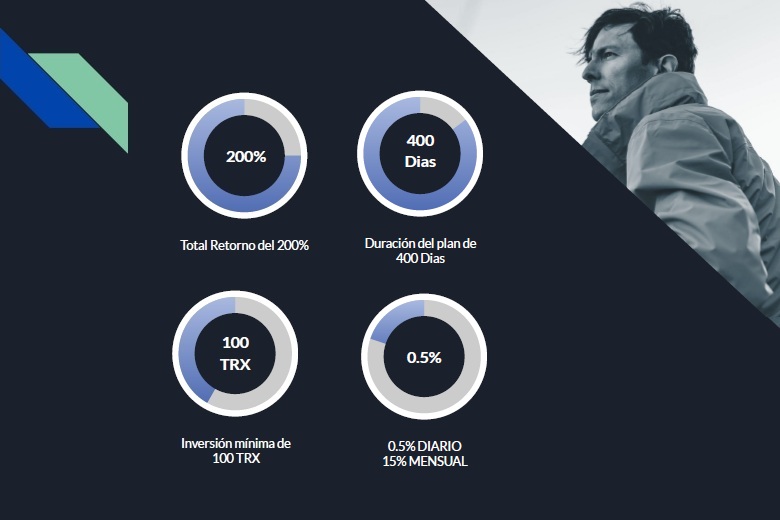 200%
Total Retorno del 200%
400
Dias
Duración del plan de
400 Dias
100
TRX
Inversión mínima de
100 TRX
0.5%
0.5% DIARIO
15% MENSUAL